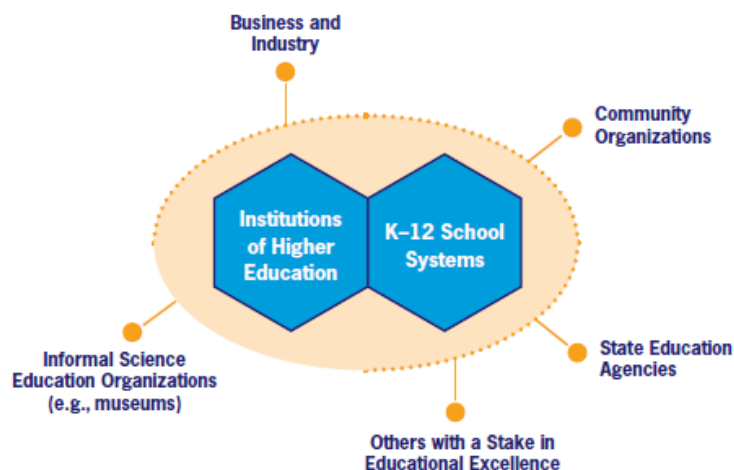 Business and
Industry
Community
Organizations
Institutions
of Higher
Education
K–12 School
Systems
Informal Science
Education Organizations
(e.g., museums)
State Education
Agencies
Others with a Stake in
Educational Excellence